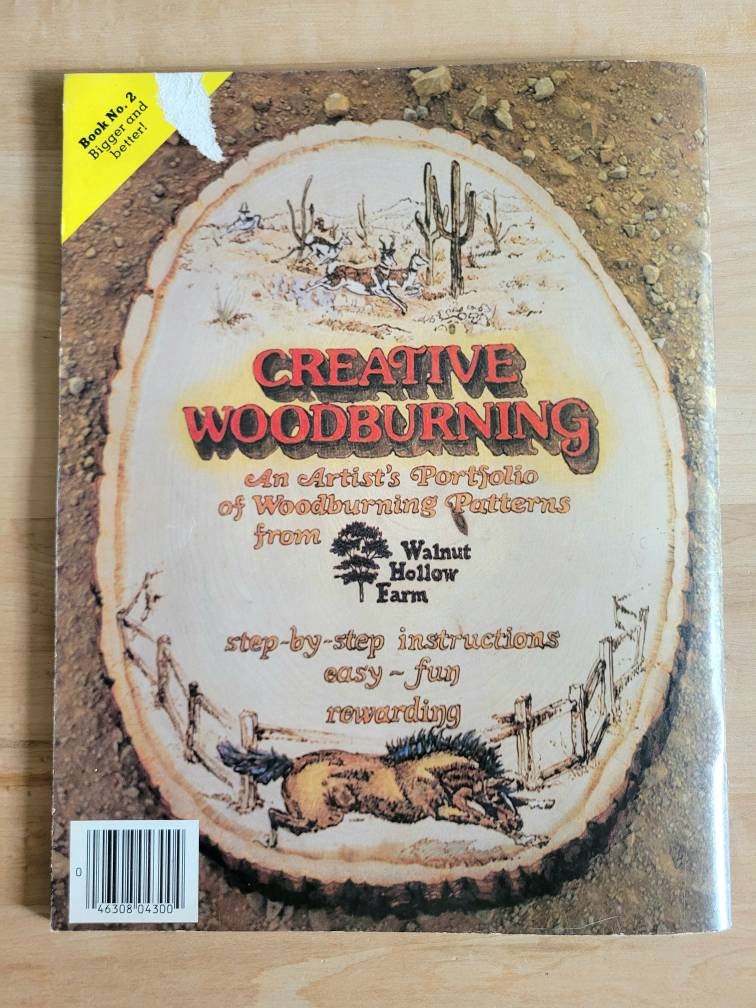 Book No. 2
Bigger and
better!
CREATIVE
WOODBURNING
An Artist's Portfolio
of Woodburning Patterns
from
Walnut
Hollow
Farm
step-by-step instructions
easy ~ fun
rewarding
0
46308 04300